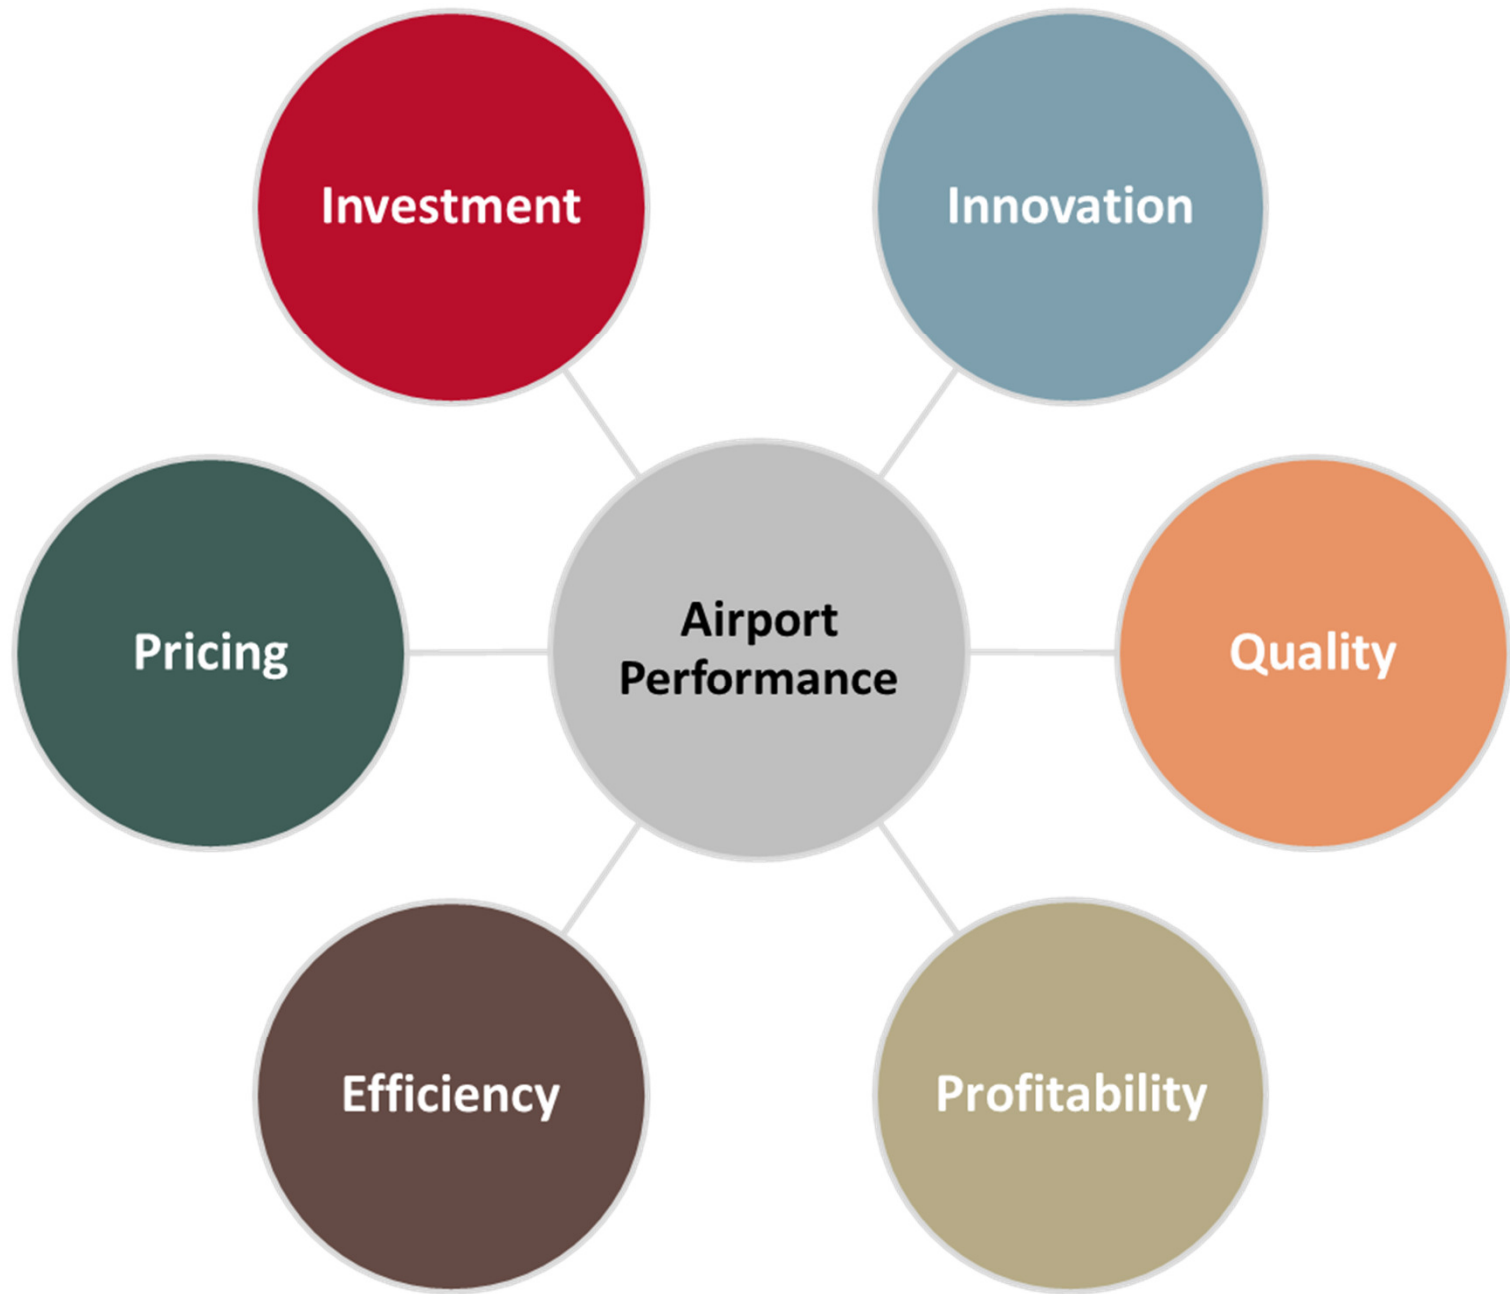 Investment
Innovation
Pricing
Airport
Performance
Quality
Efficiency
Profitability